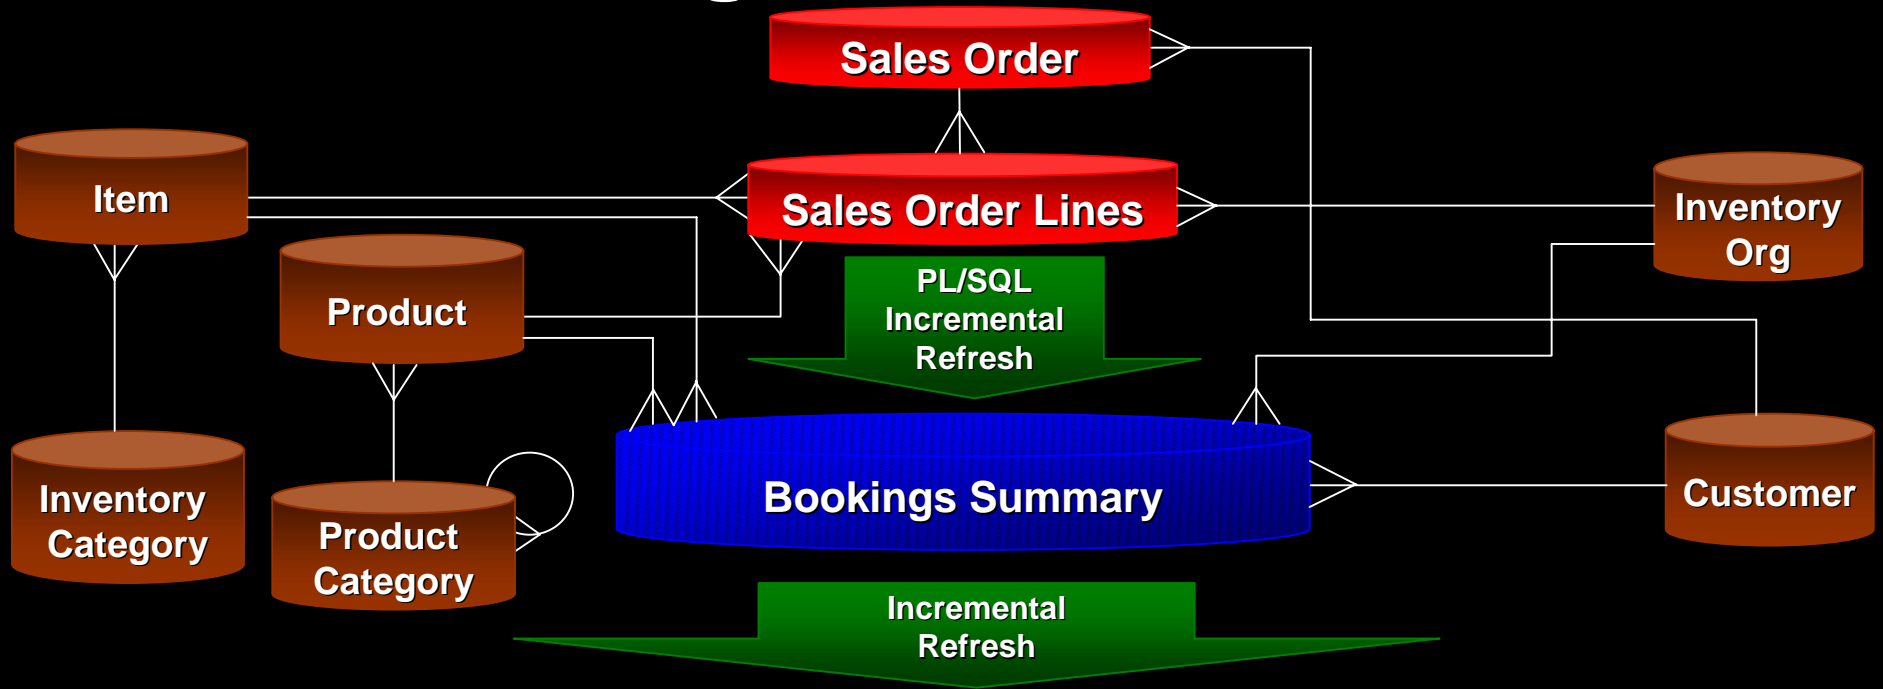 Sales Order
Item
Sales Order Lines
Inventory
Org
Product
PL/SQL
Incremental
Refresh
Inventory
Category
Product
Category
Bookings Summary
Customer
Incremental
Refresh